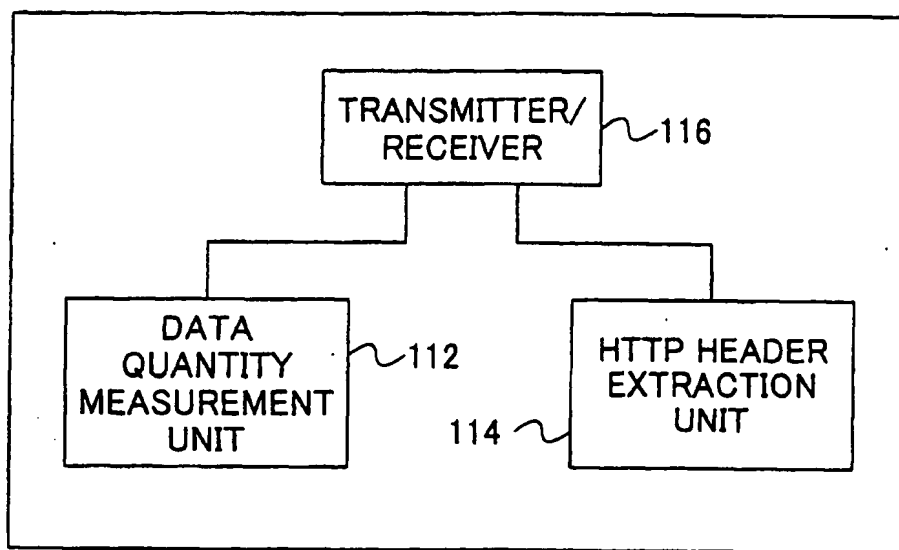 TRANSMITTER/
RECEIVER
116
DATA
QUANTITY
MEASUREMENT
UNIT
112
HTTP HEADER
EXTRACTION
UNIT
114